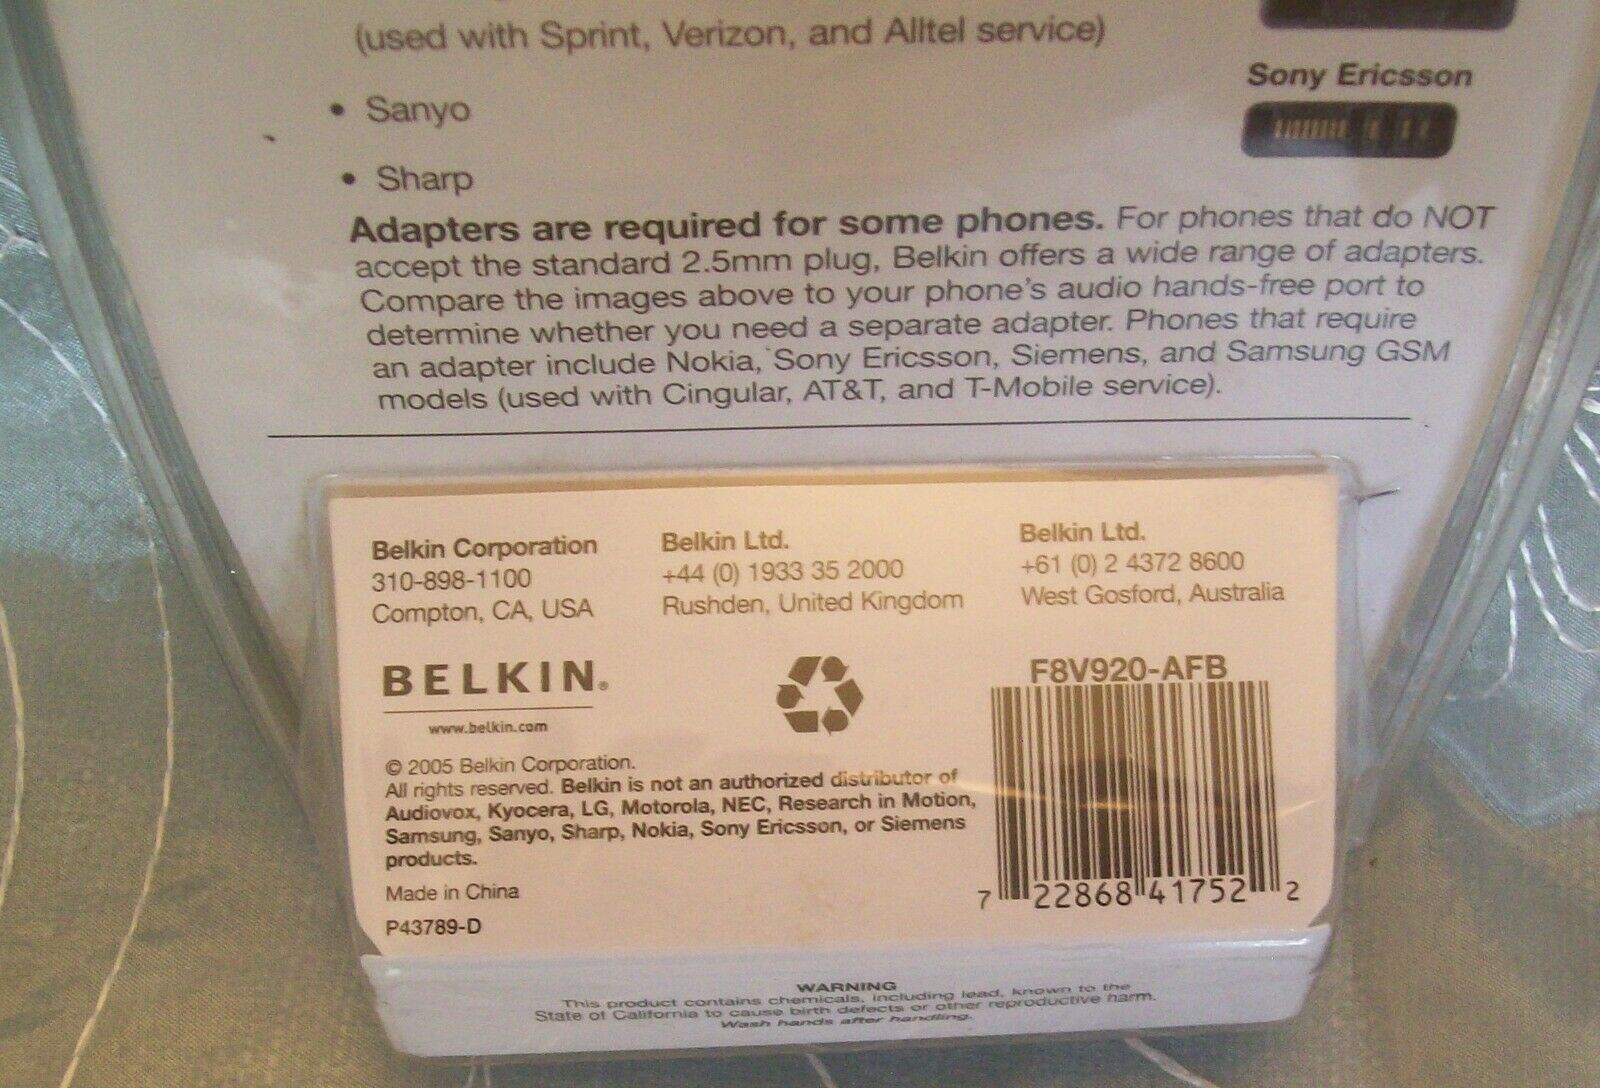 (used with Sprint, Verizon, and Alltel service)
• Sanyo
• Sharp
Sony Ericsson
Adapters are required for some phones. For phones that do NOT
accept the standard 2.5mm plug, Belkin offers a wide range of adapters.
Compare the images above to your phone's audio hands-free port to
determine whether you need a separate adapter. Phones that require
an adapter include Nokia, Sony Ericsson, Siemens, and Samsung GSM
models (used with Cingular, AT&T, and T-Mobile service).
Belkin Corporation
310-898-1100
Compton, CA, USA
Belkin Ltd.
+44 (0) 1933 35 2000
Rushden, United Kingdom
Belkin Ltd.
+61 (0) 2 4372 8600
West Gosford, Australia
BELKIN®
www.belkin.com
F8V920-AFB
© 2005 Belkin Corporation.
All rights reserved. Belkin is not an authorized distributor of
Audiovox, Kyocera, LG, Motorola, NEC, Research in Motion,
Samsung, Sanyo, Sharp, Nokia, Sony Ericsson, or Siemens
products.
Made in China
P43789-D
7 22868 41752 2
WARNING
This product contains chemicals, including lead, known to the
State of California to cause birth defects or other reproductive harm.
Wash hands after handling.